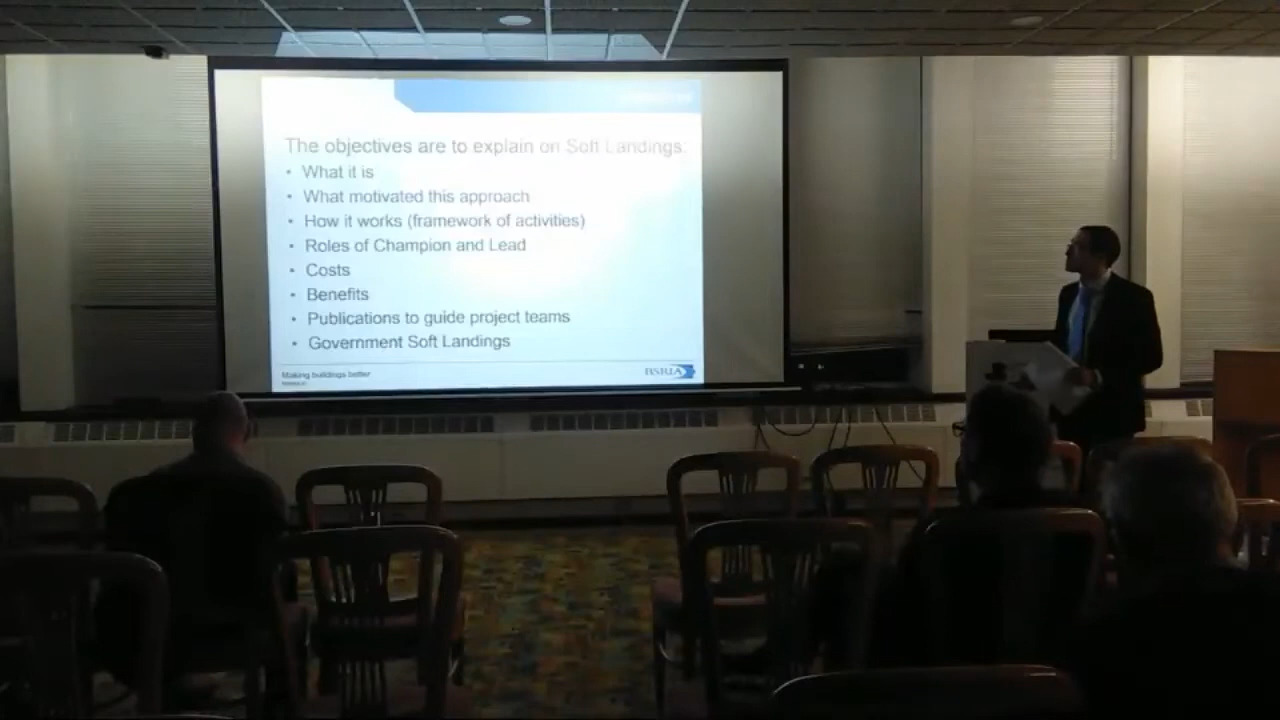 The objectives are to explain on Soft Landings:
• What it is
• What motivated this approach
• How it works (framework of activities)
• Roles of Champion and Lead
• Costs
• Benefits
• Publications to guide project teams
• Government Soft Landings
Making buildings better
BSRIA